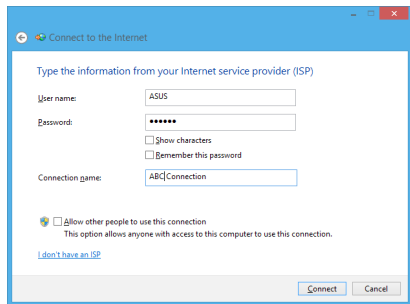 Connect to the Internet
Type the information from your Internet service provider (ISP)
User name: ASUS
Password: ••••••
Show characters
Remember this password
Connection name: ABC Connection
Allow other people to use this connection
This option allows anyone with access to this computer to use this connection.
I don't have an ISP
Connect Cancel